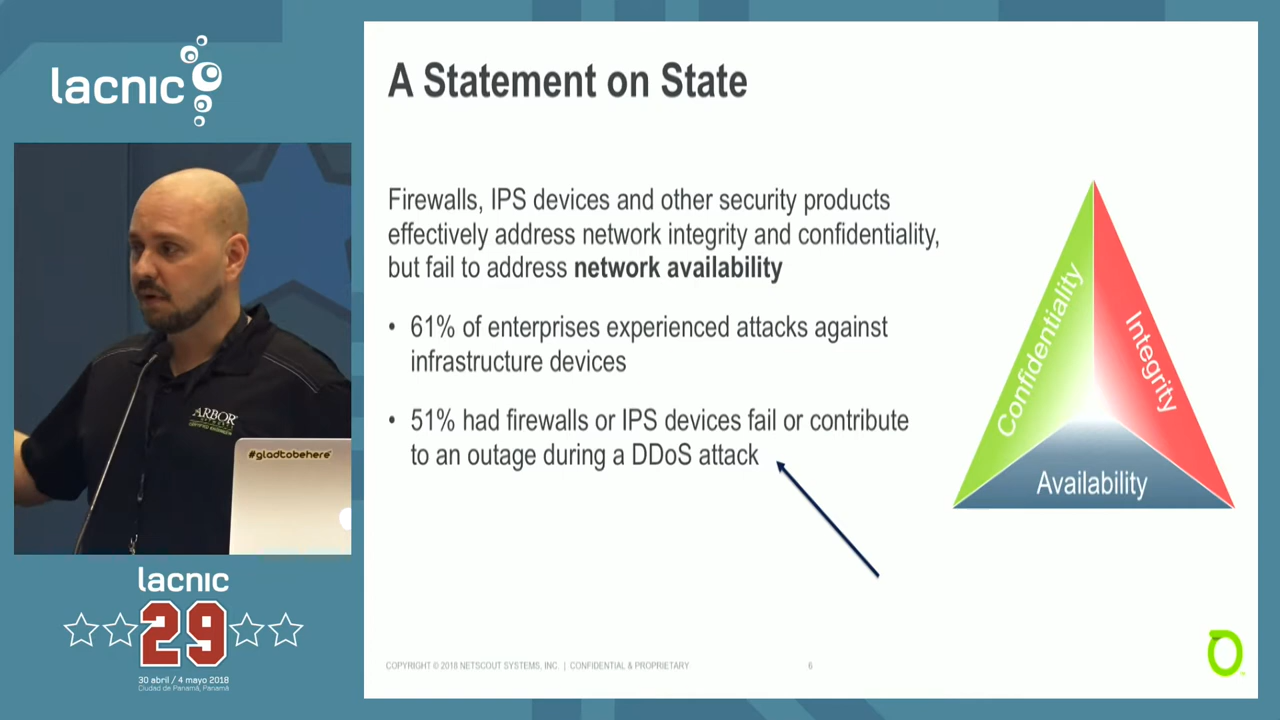 lacnic
A Statement on State
Firewalls, IPS devices and other security products
effectively address network integrity and confidentiality,
but fail to address network availability
• 61% of enterprises experienced attacks against
infrastructure devices
• 51% had firewalls or IPS devices fail or contribute
to an outage during a DDoS attack
Confidentiality
Integrity
Availability
ARBOR
#gladtobehere
lacnic
29
30 abril / 4 mayo 2018
Ciudad de Panamá, Panamá
COPYRIGHT © 2018 NETSCOUT SYSTEMS, INC. | CONFIDENTIAL & PROPRIETARY
6